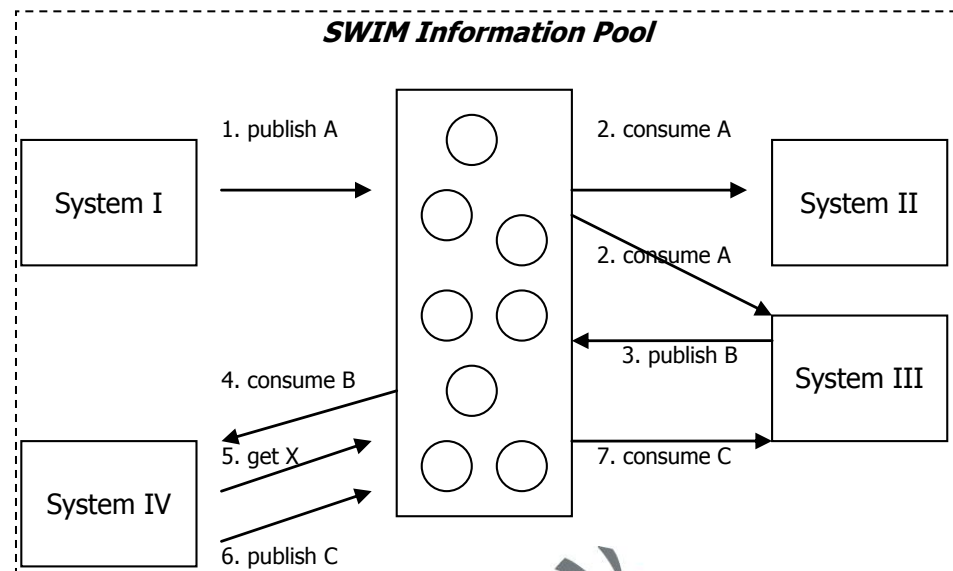 SWIM Information Pool
1. publish A
2. consume A
System I
System II
2. consume A
3. publish B
System III
4. consume B
5. get X
7. consume C
System IV
6. publish C